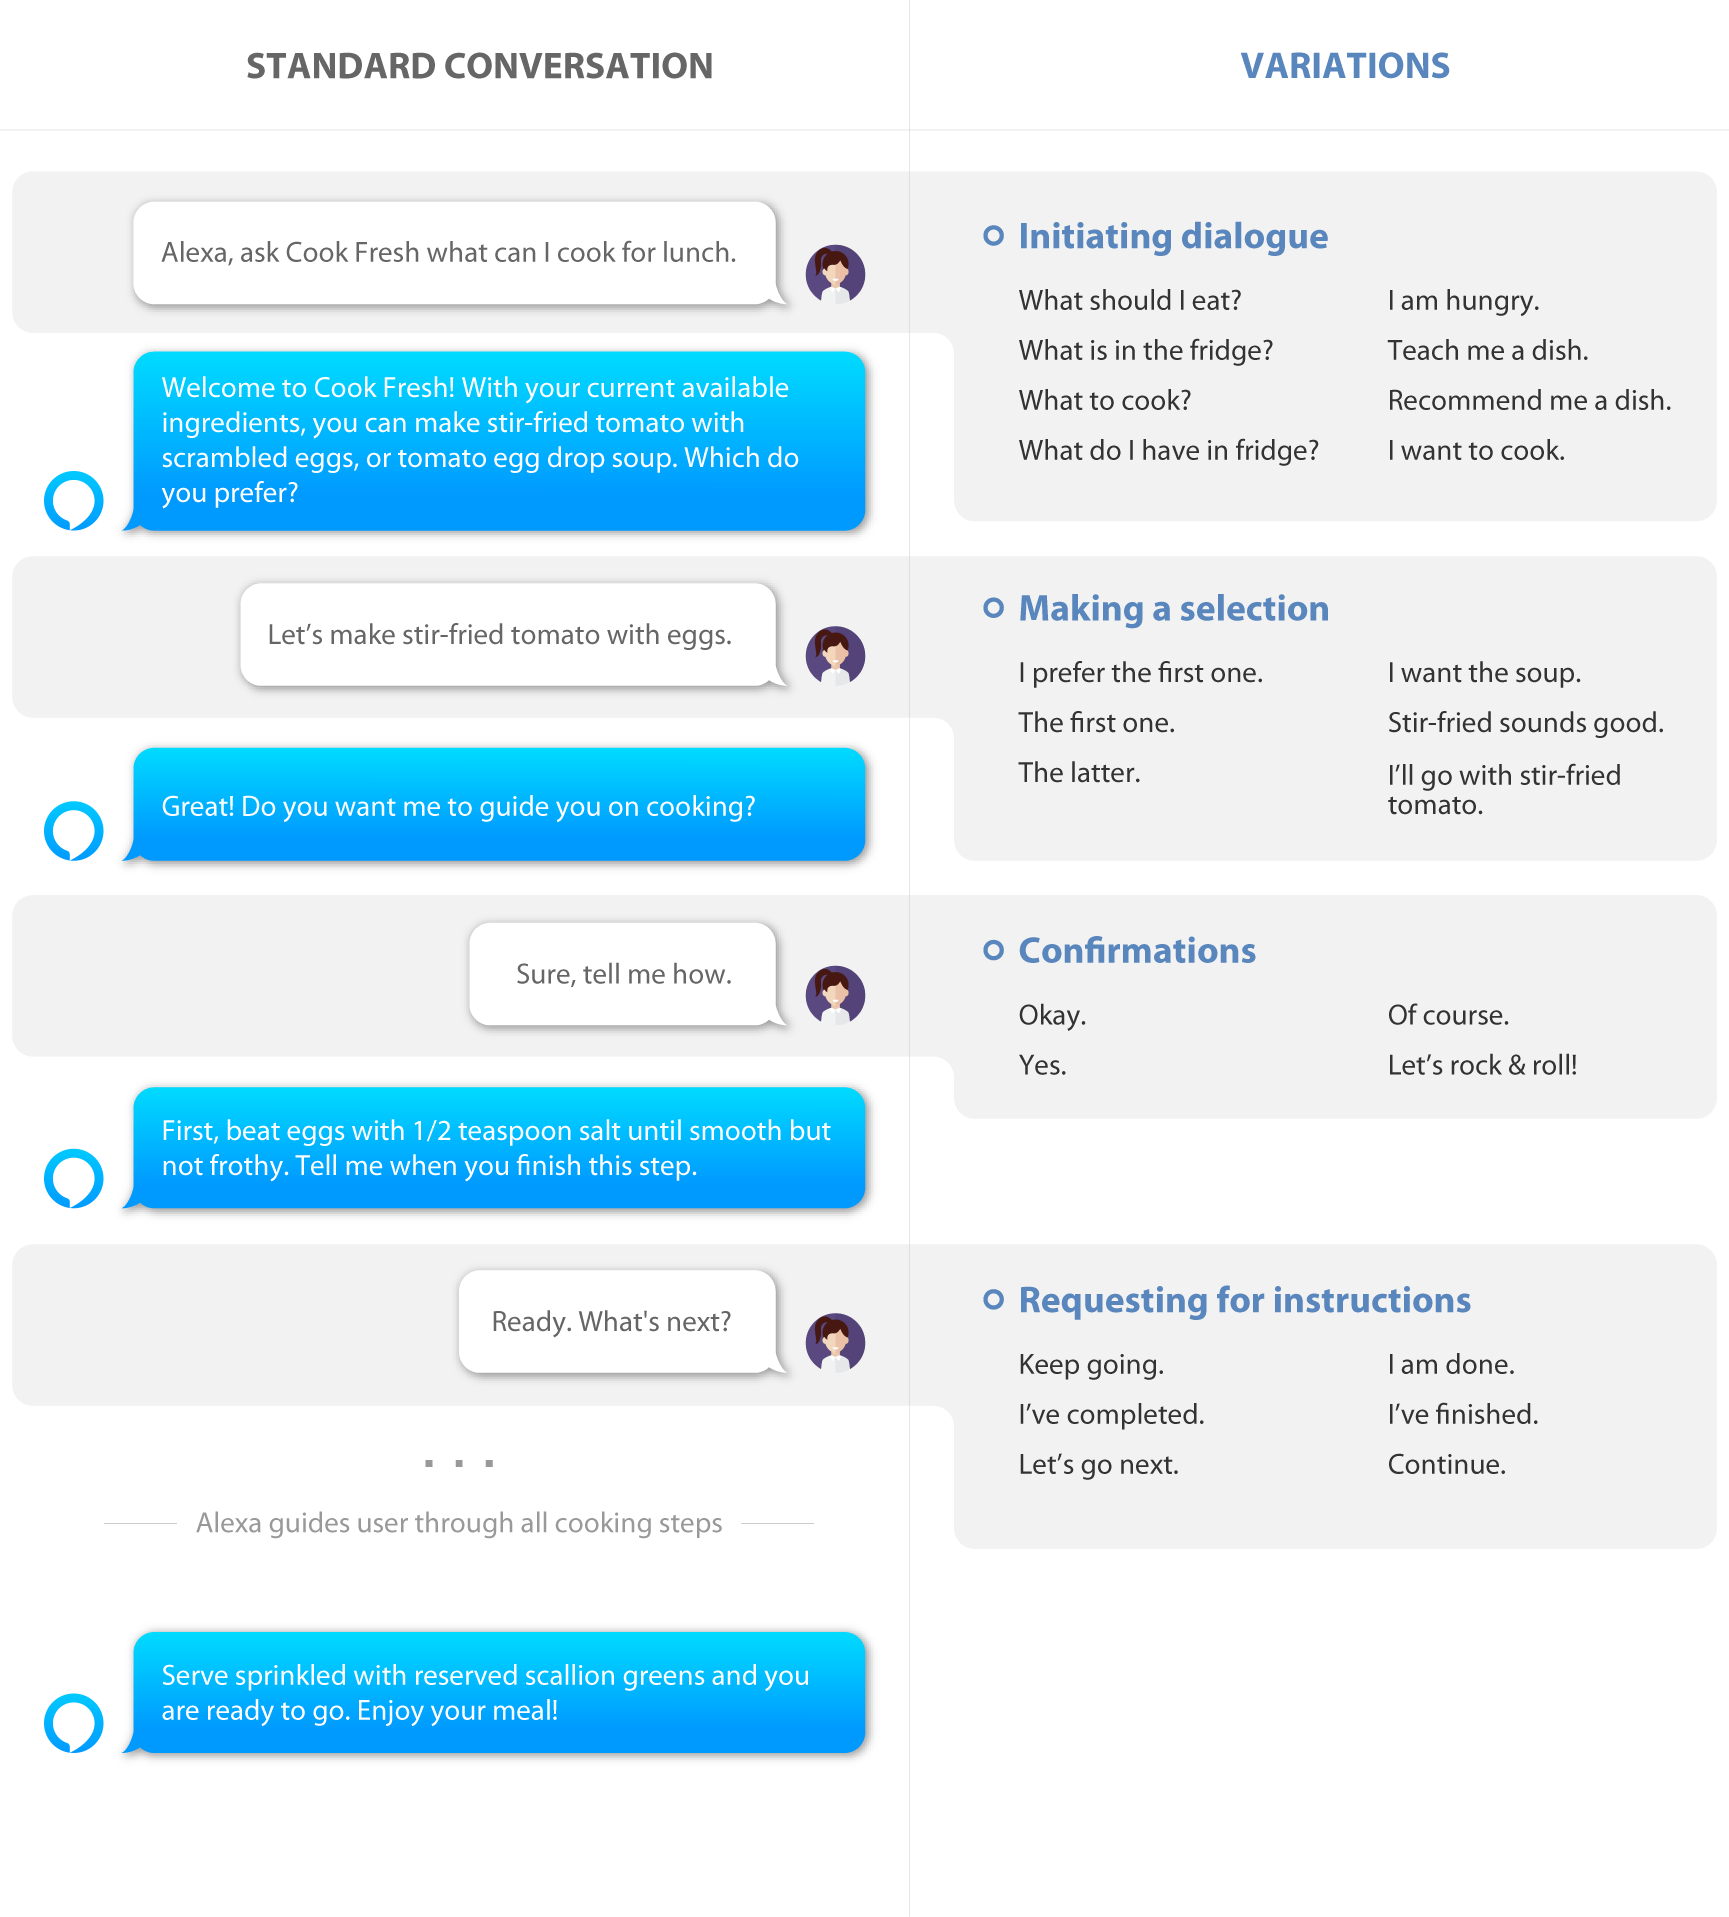 STANDARD CONVERSATION
VARIATIONS
Alexa, ask Cook Fresh what can I cook for lunch.
Initiating dialogue
What should I eat?
I am hungry.
What is in the fridge?
Teach me a dish.
What to cook?
Recommend me a dish.
What do I have in fridge?
I want to cook.
Welcome to Cook Fresh! With your current available
ingredients, you can make stir-fried tomato with
scrambled eggs, or tomato egg drop soup. Which do
you prefer?
Let’s make stir-fried tomato with eggs.
Making a selection
I prefer the first one.
I want the soup.
The first one.
Stir-fried sounds good.
The latter.
I’ll go with stir-fried
tomato.
Great! Do you want me to guide you on cooking?
Sure, tell me how.
Confirmations
Okay.
Of course.
Yes.
Let’s rock & roll!
First, beat eggs with 1/2 teaspoon salt until smooth but
not frothy. Tell me when you finish this step.
Ready. What's next?
Requesting for instructions
Keep going.
I am done.
I’ve completed.
I’ve finished.
Let’s go next.
Continue.
...
Alexa guides user through all cooking steps
Serve sprinkled with reserved scallion greens and you
are ready to go. Enjoy your meal!